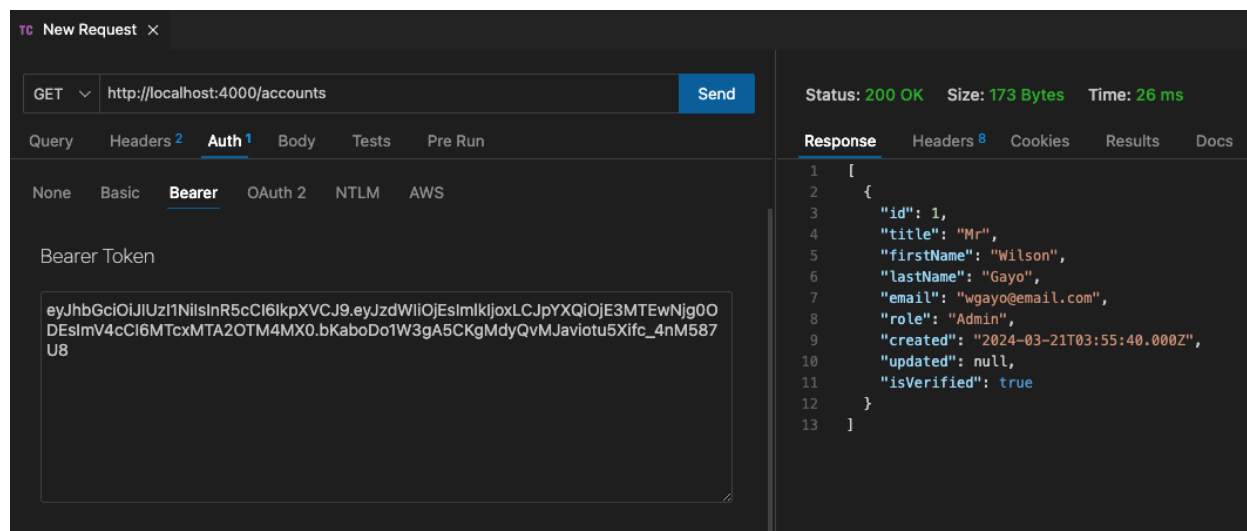 TC New Request ×
GET http://localhost:4000/accounts Send
Query Headers 2 Auth 1 Body Tests Pre Run
None Basic Bearer OAuth 2 NTLM AWS
Bearer Token
eyJhbGciOiJIUzI1NiIsInR5cCI6IkpXVCJ9.eyJzdWIiOjEsImlkIjoxLCJpYXQiOjE3MTEwNjg0O
DEsImV4cCI6MTcxMTA2OTM4MX0.bKaboDo1W3gA5CKgMdyQvMJaviotu5Xifc_4nM587
U8
Status: 200 OK Size: 173 Bytes Time: 26 ms
Response Headers 8 Cookies Results Docs
1 [
2 {
3 "id": 1,
4 "title": "Mr",
5 "firstName": "Wilson",
6 "lastName": "Gayo",
7 "email": "wgayo@email.com",
8 "role": "Admin",
9 "created": "2024-03-21T03:55:40.000Z",
10 "updated": null,
11 "isVerified": true
12 }
13 ]